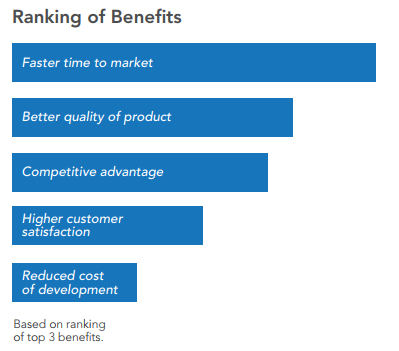 Ranking of Benefits
Faster time to market
Better quality of product
Competitive advantage
Higher customer
satisfaction
Reduced cost
of development
Based on ranking
of top 3 benefits.